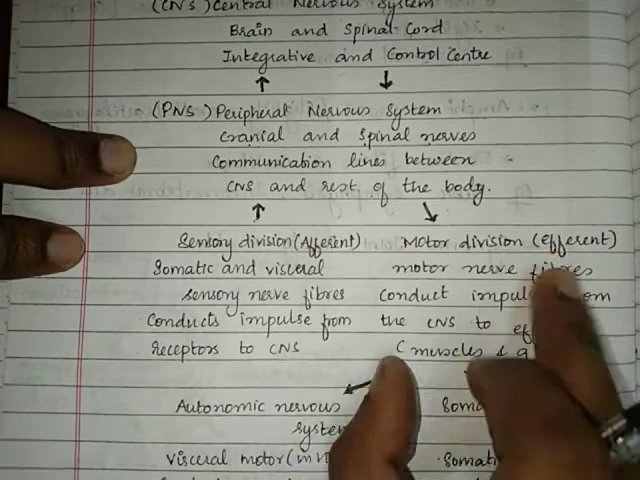 (CNS) Central Nervous System
Brain and Spinal Cord
Integrative and Control Centre
(PNS) Peripheral Nervous System
Cranial and Spinal nerves
Communication lines between
CNS and rest of the body.
Sensory division (Afferent) Motor division (efferent)
Somatic and visceral motor nerve fibres
sensory nerve fibres conduct
Conducts impulse from the CNS to
receptors to CNS (muscles &
Autonomic nervous
system
Visceral motor